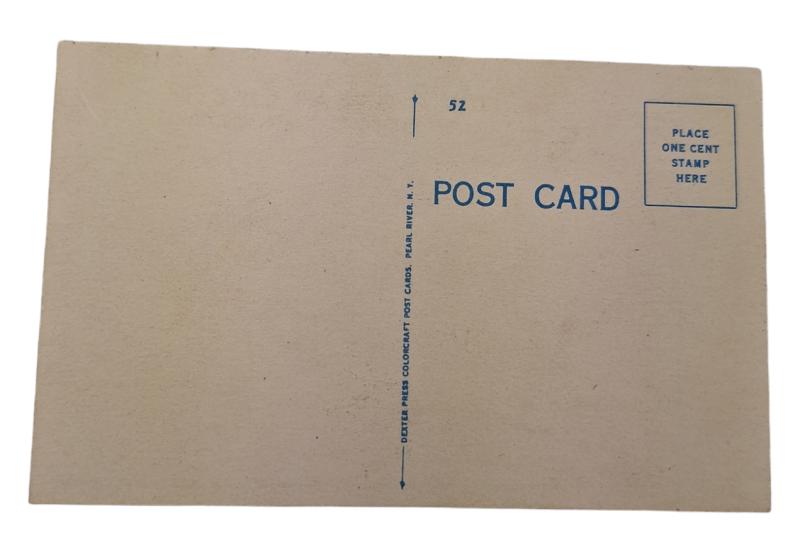 52
PLACE
ONE CENT
STAMP
HERE
POST CARD
DEXTER PRESS COLORCRAFT POST CARDS, PEARL RIVER, N. Y.